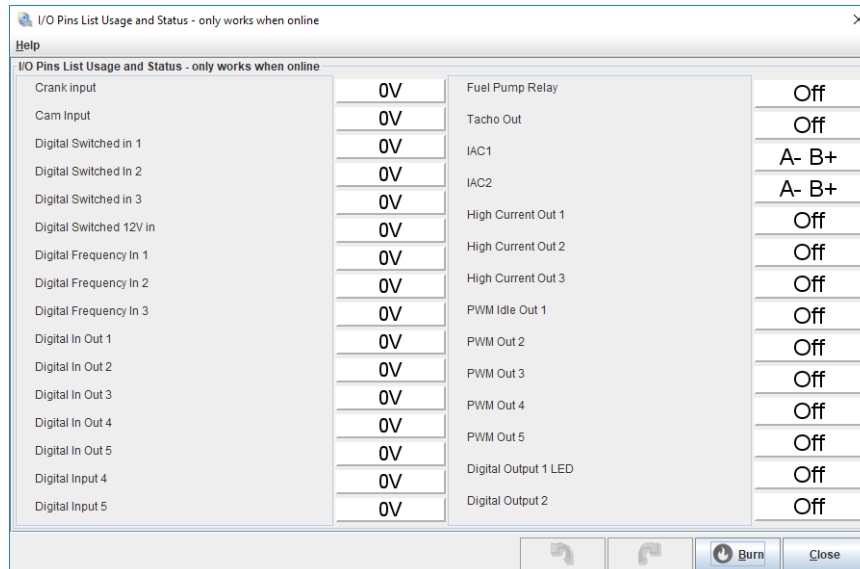 I/O Pins List Usage and Status - only works when online
Help
I/O Pins List Usage and Status - only works when online
Crank input 0V
Cam Input 0V
Digital Switched in 1 0V
Digital Switched In 2 0V
Digital Switched in 3 0V
Digital Switched 12V in 0V
Digital Frequency In 1 0V
Digital Frequency In 2 0V
Digital Frequency In 3 0V
Digital In Out 1 0V
Digital In Out 2 0V
Digital In Out 3 0V
Digital In Out 4 0V
Digital In Out 5 0V
Digital Input 4 0V
Digital Input 5 0V
Fuel Pump Relay Off
Tacho Out Off
IAC1 A- B+
IAC2 A- B+
High Current Out 1 Off
High Current Out 2 Off
High Current Out 3 Off
PWM Idle Out 1 Off
PWM Out 2 Off
PWM Out 3 Off
PWM Out 4 Off
PWM Out 5 Off
Digital Output 1 LED Off
Digital Output 2 Off
Burn Close